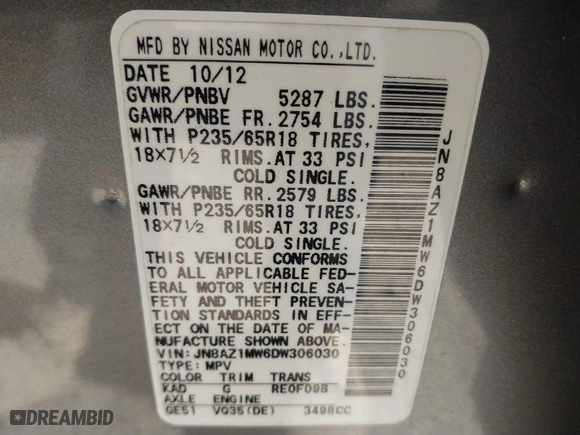 MFD BY NISSAN MOTOR CO.,LTD.
DATE 10/12
GVWR/PNBV 5287 LBS.
GAWR/PNBE FR. 2754 LBS.
WITH P235/65R18 TIRES,
18×7½ RIMS.AT 33 PSI
COLD SINGLE.
GAWR/PNBE RR. 2579 LBS.
WITH P235/65R18 TIRES,
18×7½ RIMS.AT 33 PSI
COLD SINGLE.
THIS VEHICLE CONFORMS
TO ALL APPLICABLE FED-
ERAL MOTOR VEHICLE SA-
FETY AND THEFT PREVEN-
TION STANDARDS IN EFF-
ECT ON THE DATE OF MA-
NUFACTURE SHOWN ABOVE.
VIN: JN8AZ1MW6DW306030
TYPE: MPV
COLOR TRIM TRANS
KAD G RE0F09B
AXLE ENGINE
GE51 VQ35(DE) 3498CC
JN8AZ1MW6DW306030
DREAMBID